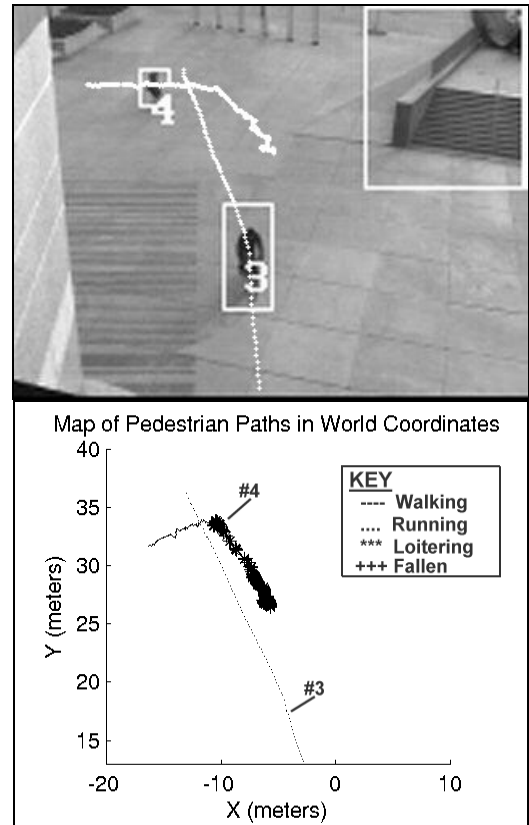 4
3
Map of Pedestrian Paths in World Coordinates
40
35
30
25
20
15
Y (meters)
#4
#3
KEY
---- Walking
.... Running
*** Loitering
+++ Fallen
-20
-10
0
10
X (meters)